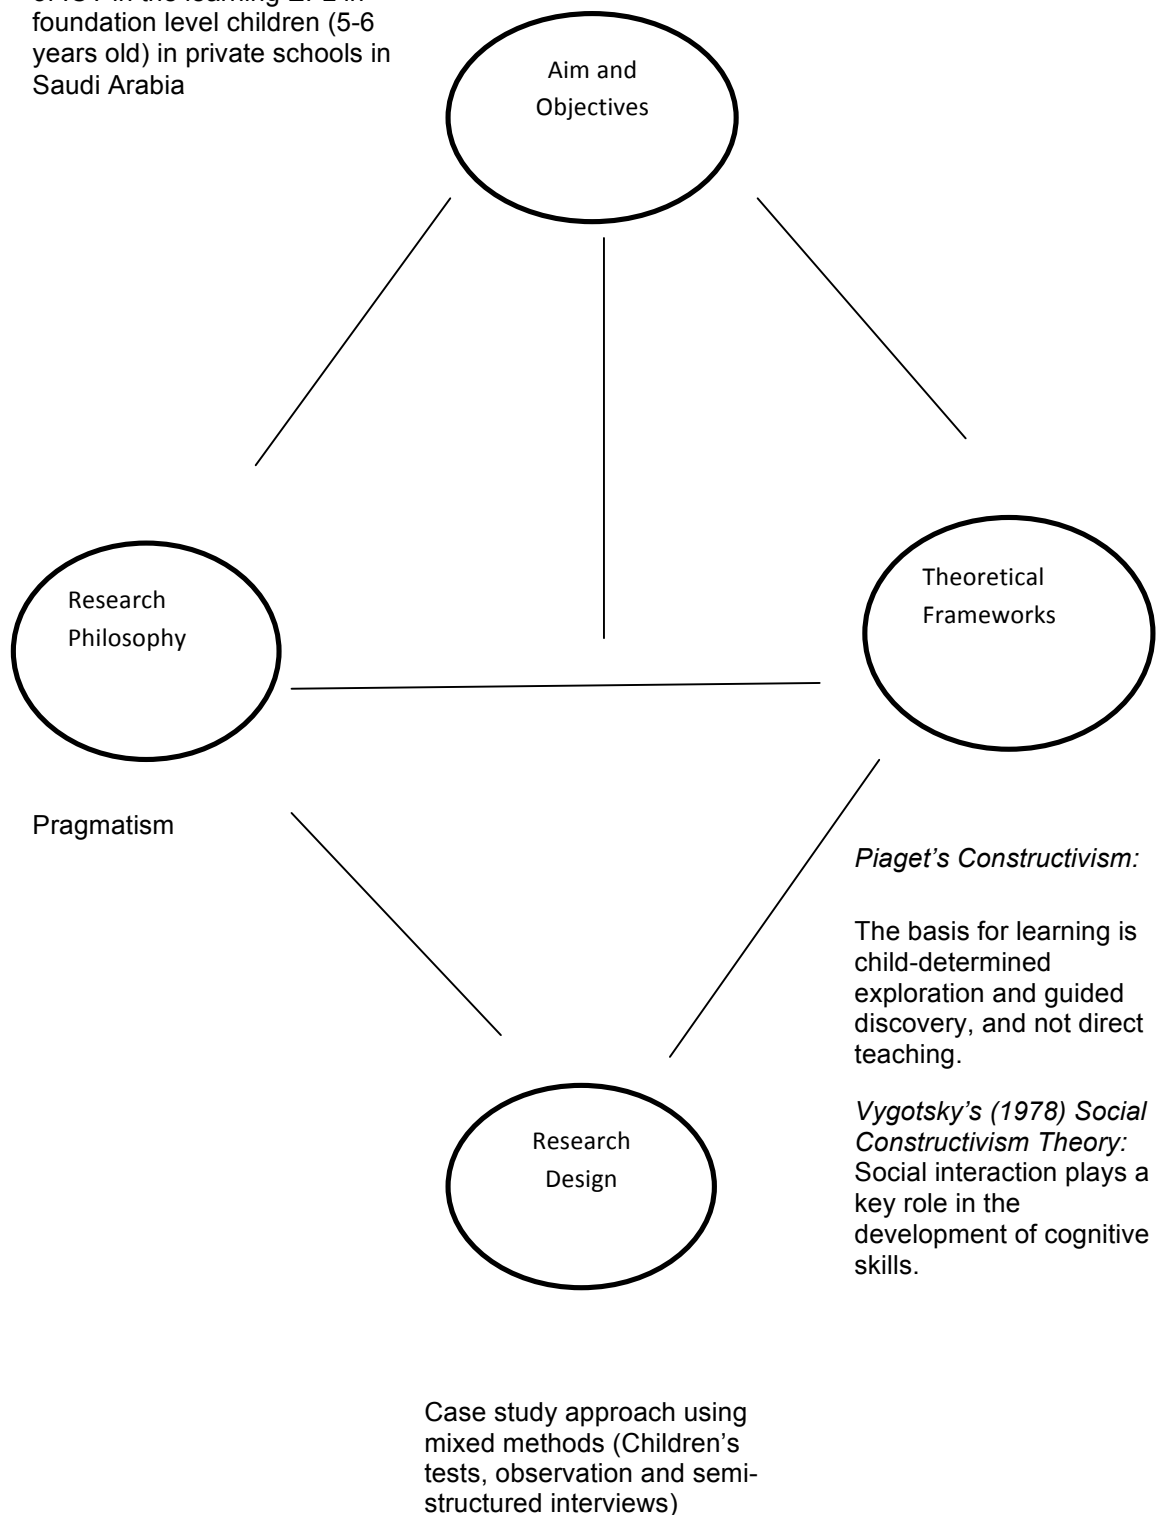 foundation level children (5-6
years old) in private schools in
Saudi Arabia
Aim and
Objectives
Research
Philosophy
Theoretical
Frameworks
Pragmatism
Piaget's Constructivism:
The basis for learning is
child-determined
exploration and guided
discovery, and not direct
teaching.
Vygotsky's (1978) Social
Constructivism Theory:
Social interaction plays a
key role in the
development of cognitive
skills.
Research
Design
Case study approach using
mixed methods (Children's
tests, observation and semi-
structured interviews)